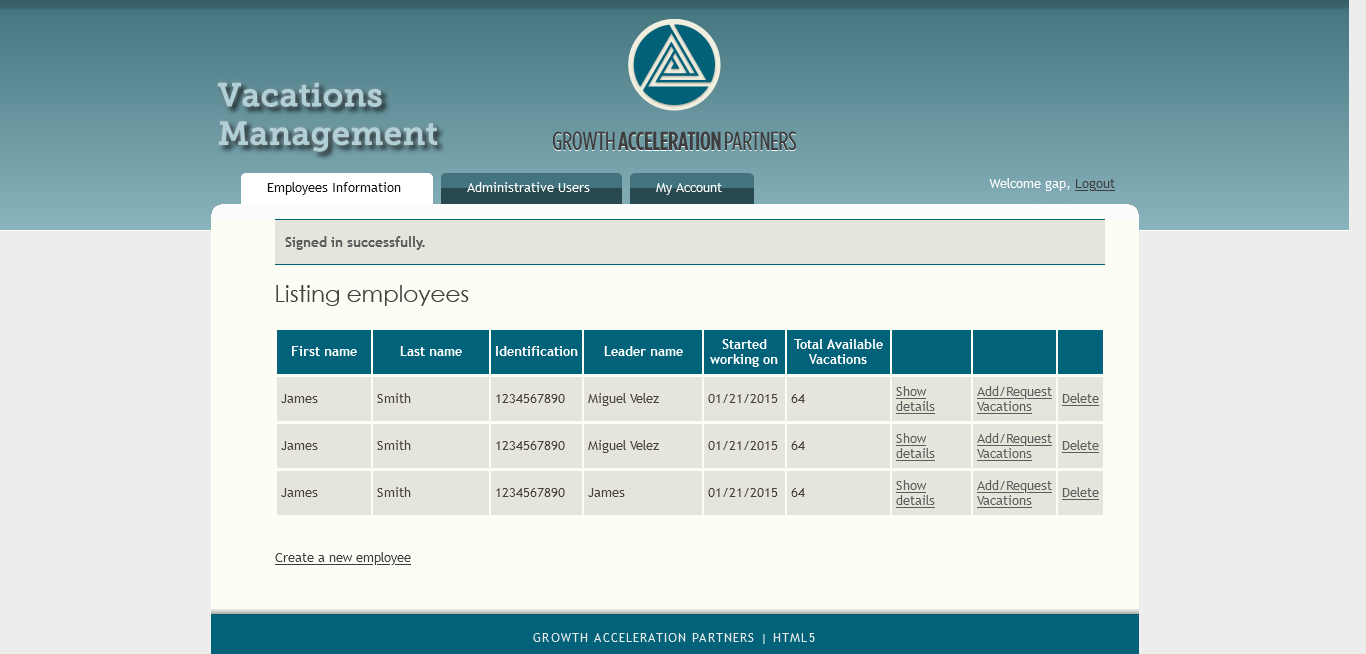 Vacations
Management
GROWTH ACCELERATION PARTNERS
Employees Information Administrative Users My Account Welcome gap, Logout
Signed in successfully.
Listing employees
First name Last name Identification Leader name Started working on Total Available Vacations
James Smith 1234567890 Miguel Velez 01/21/2015 64 Show details Add/Request Vacations Delete
James Smith 1234567890 Miguel Velez 01/21/2015 64 Show details Add/Request Vacations Delete
James Smith 1234567890 James 01/21/2015 64 Show details Add/Request Vacations Delete
Create a new employee
GROWTH ACCELERATION PARTNERS | HTML5